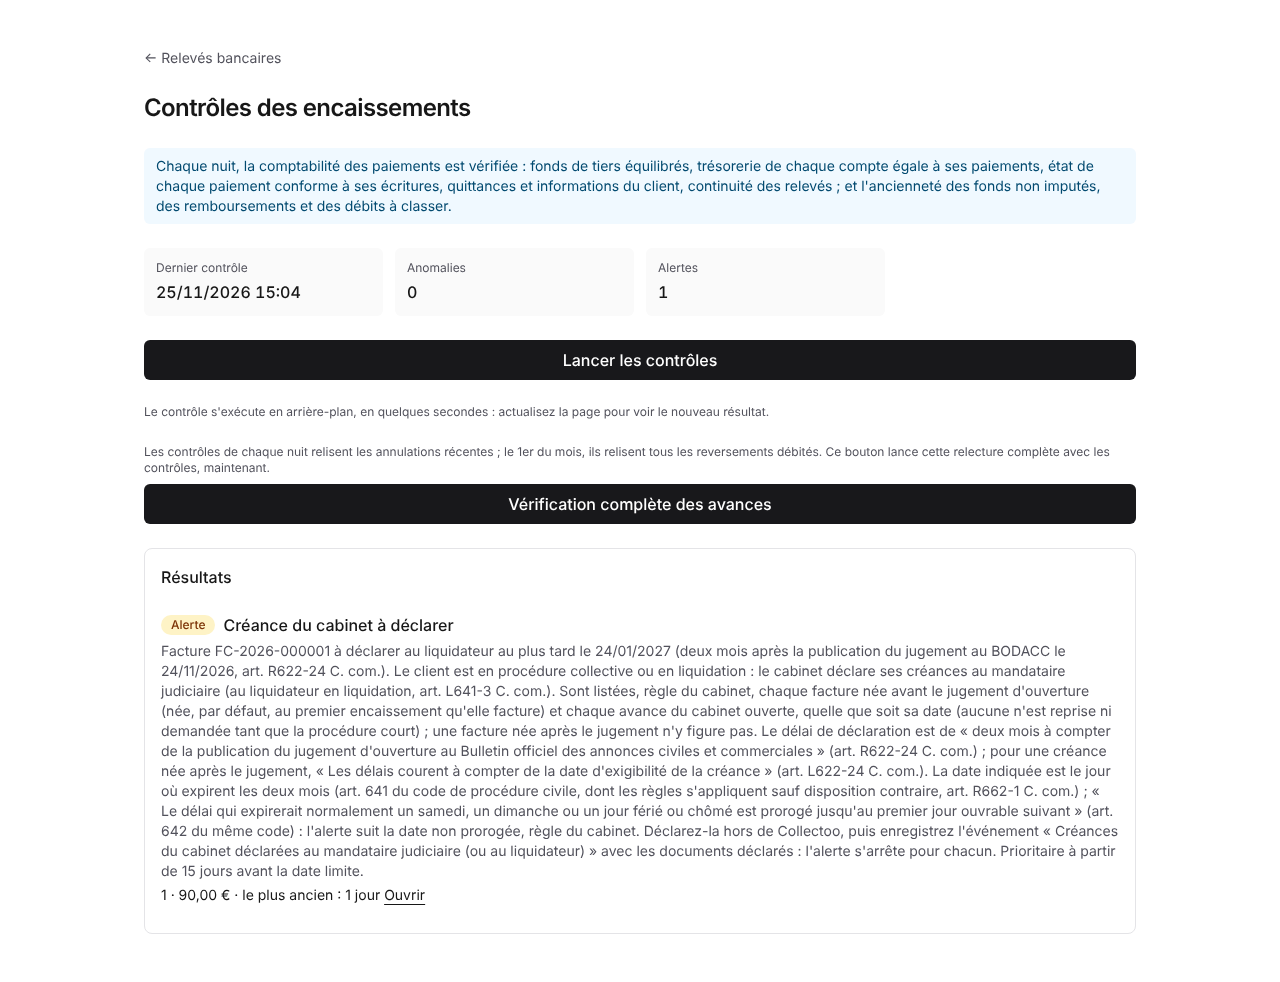 ← Relevés bancaires
Contrôles des encaissements
Chaque nuit, la comptabilité des paiements est vérifiée : fonds de tiers équilibrés, trésorerie de chaque compte égale à ses paiements, état de
chaque paiement conforme à ses écritures, quittances et informations du client, continuité des relevés ; et l'ancienneté des fonds non imputés,
des remboursements et des débits à classer.
Dernier contrôle
25/11/2026 15:04
Anomalies
0
Alertes
1
Lancer les contrôles
Le contrôle s'exécute en arrière-plan, en quelques secondes : actualisez la page pour voir le nouveau résultat.
Les contrôles de chaque nuit relisent les annulations récentes ; le 1er du mois, ils relisent tous les reversements débités. Ce bouton lance cette relecture complète avec les
contrôles, maintenant.
Vérification complète des avances
Résultats
Alerte Créance du cabinet à déclarer
Facture FC-2026-000001 à déclarer au liquidateur au plus tard le 24/01/2027 (deux mois après la publication du jugement au BODACC le
24/11/2026, art. R622-24 C. com.). Le client est en procédure collective ou en liquidation : le cabinet déclare ses créances au mandataire
judiciaire (au liquidateur en liquidation, art. L641-3 C. com.). Sont listées, règle du cabinet, chaque facture née avant le jugement d'ouverture
(née, par défaut, au premier encaissement qu'elle facture) et chaque avance du cabinet ouverte, quelle que soit sa date (aucune n'est reprise ni
demandée tant que la procédure court) ; une facture née après le jugement n'y figure pas. Le délai de déclaration est de « deux mois à compter
de la publication du jugement d'ouverture au Bulletin officiel des annonces civiles et commerciales » (art. R622-24 C. com.) ; pour une créance
née après le jugement, « Les délais courent à compter de la date d'exigibilité de la créance » (art. L622-24 C. com.). La date indiquée est le jour
où expirent les deux mois (art. 641 du code de procédure civile, dont les règles s'appliquent sauf disposition contraire, art. R662-1 C. com.) ; «
Le délai qui expirerait normalement un samedi, un dimanche ou un jour férié ou chômé est prorogé jusqu'au premier jour ouvrable suivant » (art.
642 du même code) : l'alerte suit la date non prorogée, règle du cabinet. Déclarez-la hors de Collectoo, puis enregistrez l'événement « Créances
du cabinet déclarées au mandataire judiciaire (ou au liquidateur) » avec les documents déclarés : l'alerte s'arrête pour chacun. Prioritaire à partir
de 15 jours avant la date limite.
1 · 90,00 € · le plus ancien : 1 jour Ouvrir